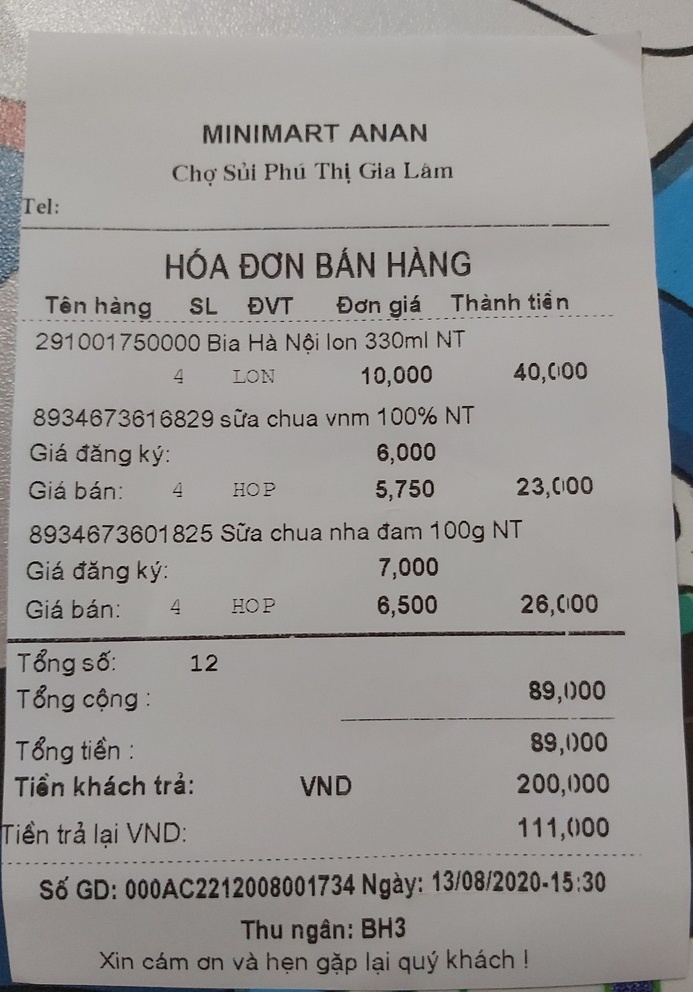 MINIMART ANAN
Chợ Sủi Phú Thị Gia Lâm
Tel:
HÓA ĐƠN BÁN HÀNG
Tên hàng SL ĐVT Đơn giá Thành tiền
291001750000 Bia Hà Nội lon 330ml NT
4 LON 10,000 40,000
8934673616829 sữa chua vnm 100% NT
Giá đăng ký: 6,000
Giá bán: 4 HOP 5,750 23,000
8934673601825 Sữa chua nha đam 100g NT
Giá đăng ký: 7,000
Giá bán: 4 HOP 6,500 26,000
Tổng số: 12
Tổng cộng : 89,000
Tổng tiền : 89,000
Tiền khách trả: VND 200,000
Tiền trả lại VND: 111,000
Số GD: 000AC2212008001734 Ngày: 13/08/2020-15:30
Thu ngân: BH3
Xin cám ơn và hẹn gặp lại quý khách !